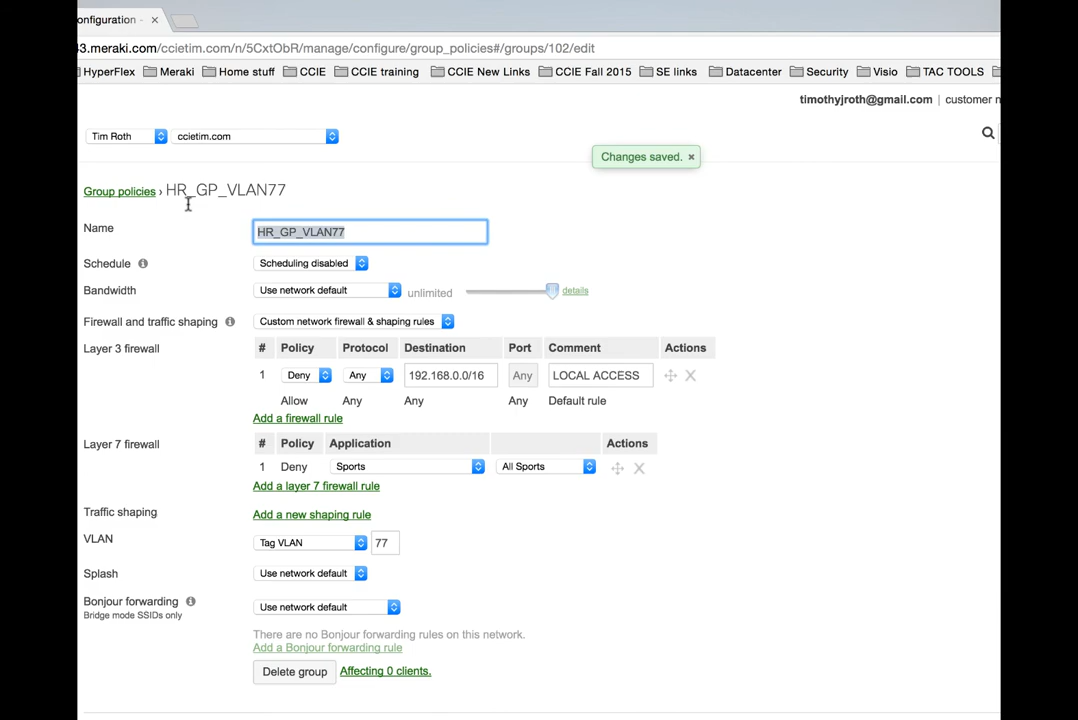 onfiguration -
3.meraki.com/ccietim.com/n/5CxtObR/manage/configure/group_policies#/groups/102/edit
HyperFlex Meraki Home stuff CCIE CCIE training CCIE New Links CCIE Fall 2015 SE links Datacenter Security Visio TAC TOOLS
timothyjroth@gmail.com | customer n
Tim Roth ccietim.com
Changes saved. ×
Group policies › HR_GP_VLAN77
Name HR_GP_VLAN77
Schedule i Scheduling disabled
Bandwidth Use network default unlimited details
Firewall and traffic shaping i Custom network firewall & shaping rules
Layer 3 firewall # Policy Protocol Destination Port Comment Actions
1 Deny Any 192.168.0.0/16 Any LOCAL ACCESS
Allow Any Any Any Default rule
Add a firewall rule
Layer 7 firewall # Policy Application Actions
1 Deny Sports All Sports
Add a layer 7 firewall rule
Traffic shaping Add a new shaping rule
VLAN Tag VLAN 77
Splash Use network default
Bonjour forwarding i Use network default
Bridge mode SSIDs only
There are no Bonjour forwarding rules on this network.
Add a Bonjour forwarding rule
Delete group Affecting 0 clients.